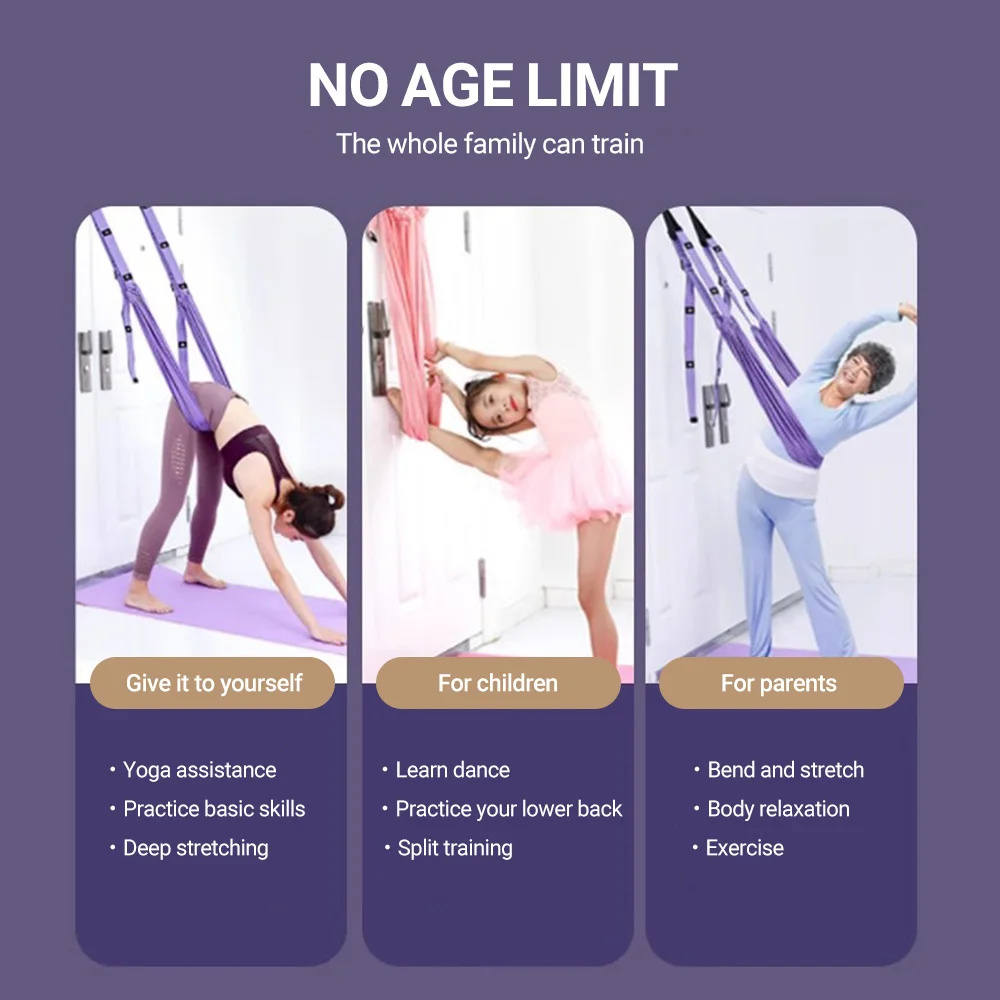 NO AGE LIMIT
The whole family can train
Give it to yourself
• Yoga assistance
• Practice basic skills
• Deep stretching
For children
• Learn dance
• Practice your lower back
• Split training
For parents
• Bend and stretch
• Body relaxation
• Exercise